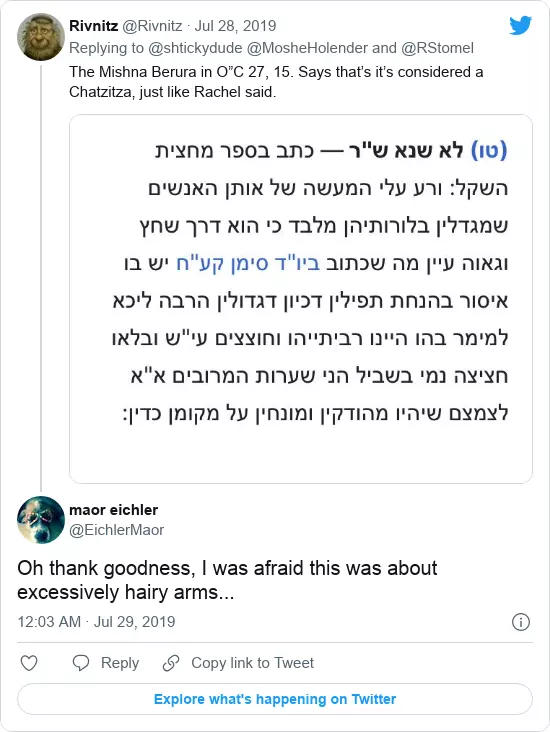 Rivnitz @Rivnitz · Jul 28, 2019
Replying to @shtickydude @MosheHolender and @RStomel
The Mishna Berura in O”C 27, 15. Says that’s it’s considered a
Chatzitza, just like Rachel said.
(טו) לא שנא ש"ר — כתב בספר מחצית
השקל: ורע עלי המעשה של אותן האנשים
שמגדלין בלורותיהן מלבד כי הוא דרך שחץ
וגאוה עיין מה שכתוב ביו"ד סימן קע"ח יש בו
איסור בהנחת תפילין דכיון דגדולין הרבה ליכא
למימר בהו היינו רביתייהו וחוצצים עי"ש ובלאו
חציצה נמי בשביל הני שערות המרובים א"א
לצמצם שיהיו מהודקין ומונחין על מקומן כדין:
maor eichler
@EichlerMaor
Oh thank goodness, I was afraid this was about
excessively hairy arms...
12:03 AM · Jul 29, 2019
Reply Copy link to Tweet
Explore what's happening on Twitter